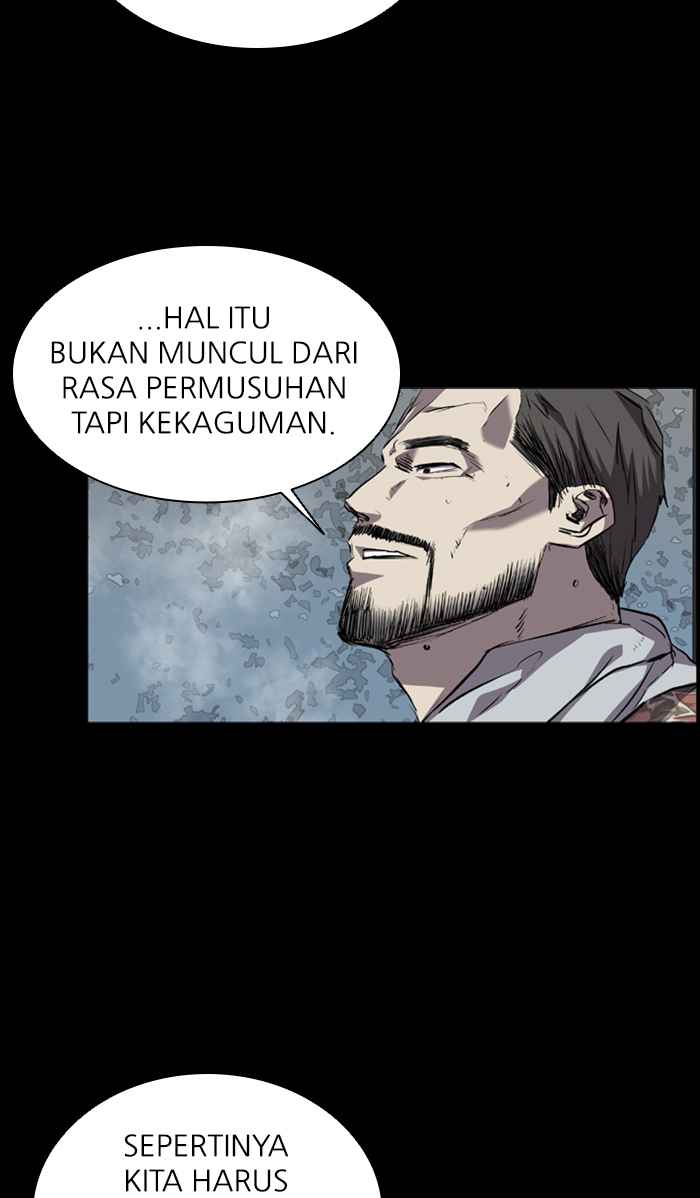 ...HAL ITU
BUKAN MUNCUL DARI
RASA PERMUSUHAN
TAPI KEKAGUMAN.
SEPERTINYA
KITA HARUS